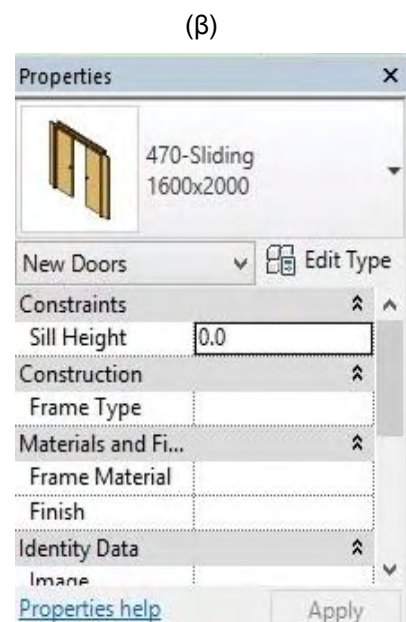 (β)
Properties
470-Sliding
1600x2000
New Doors Edit Type
Constraints
Sill Height 0.0
Construction
Frame Type
Materials and Fi...
Frame Material
Finish
Identity Data
Image
Properties help Apply